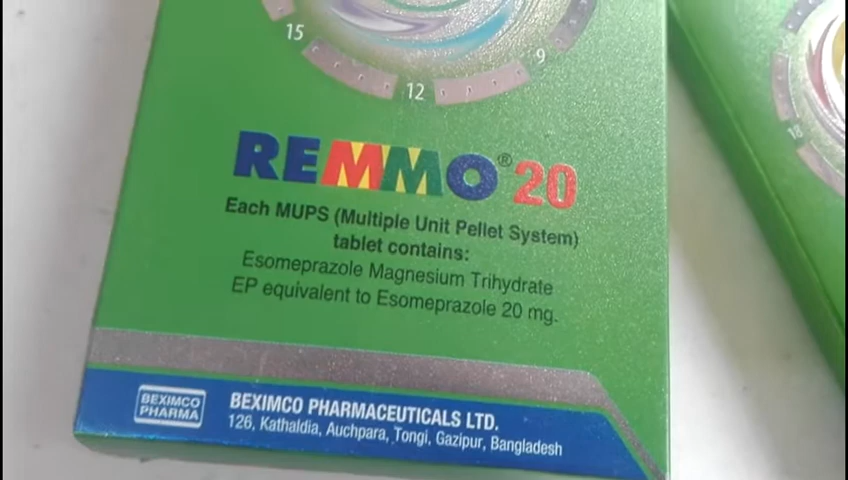 15
12
9
18
REMMO® 20
Each MUPS (Multiple Unit Pellet System)
tablet contains:
Esomeprazole Magnesium Trihydrate
EP equivalent to Esomeprazole 20 mg.
BEXIMCO
PHARMA
BEXIMCO PHARMACEUTICALS LTD.
126, Kathaldia, Auchpara, Tongi, Gazipur, Bangladesh